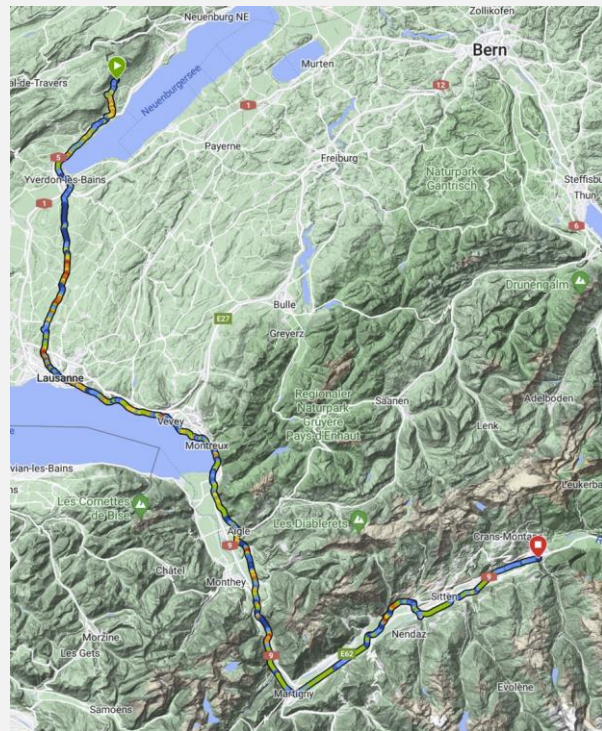 Zollikofen
Neuenburg NE
Bern
Murten
al-de-Travers
Neuenburgersee
12
1
5
Payerne
Freiburg
Yverdon-les-Bains
Naturpark
Gantrisch
Steffisbu
Thun
1
6
Drunengalm
Bulle
E27
Greyerz
Lausanne
Regionaler
Naturpark
Gruyère
Pays-d'Enhaut
Saanen
Adelboden
Vevey
Lenk
Montreux
vian-les-Bains
Leukerba
Les Cornettes
de Bise
Aigle
Les Diablerets
Crans-Montan
9
Châtel
Monthey
9
Sitten
Morzine
Nendaz
Les Gets
9
E62
Martigny
Evolène
Samoëns